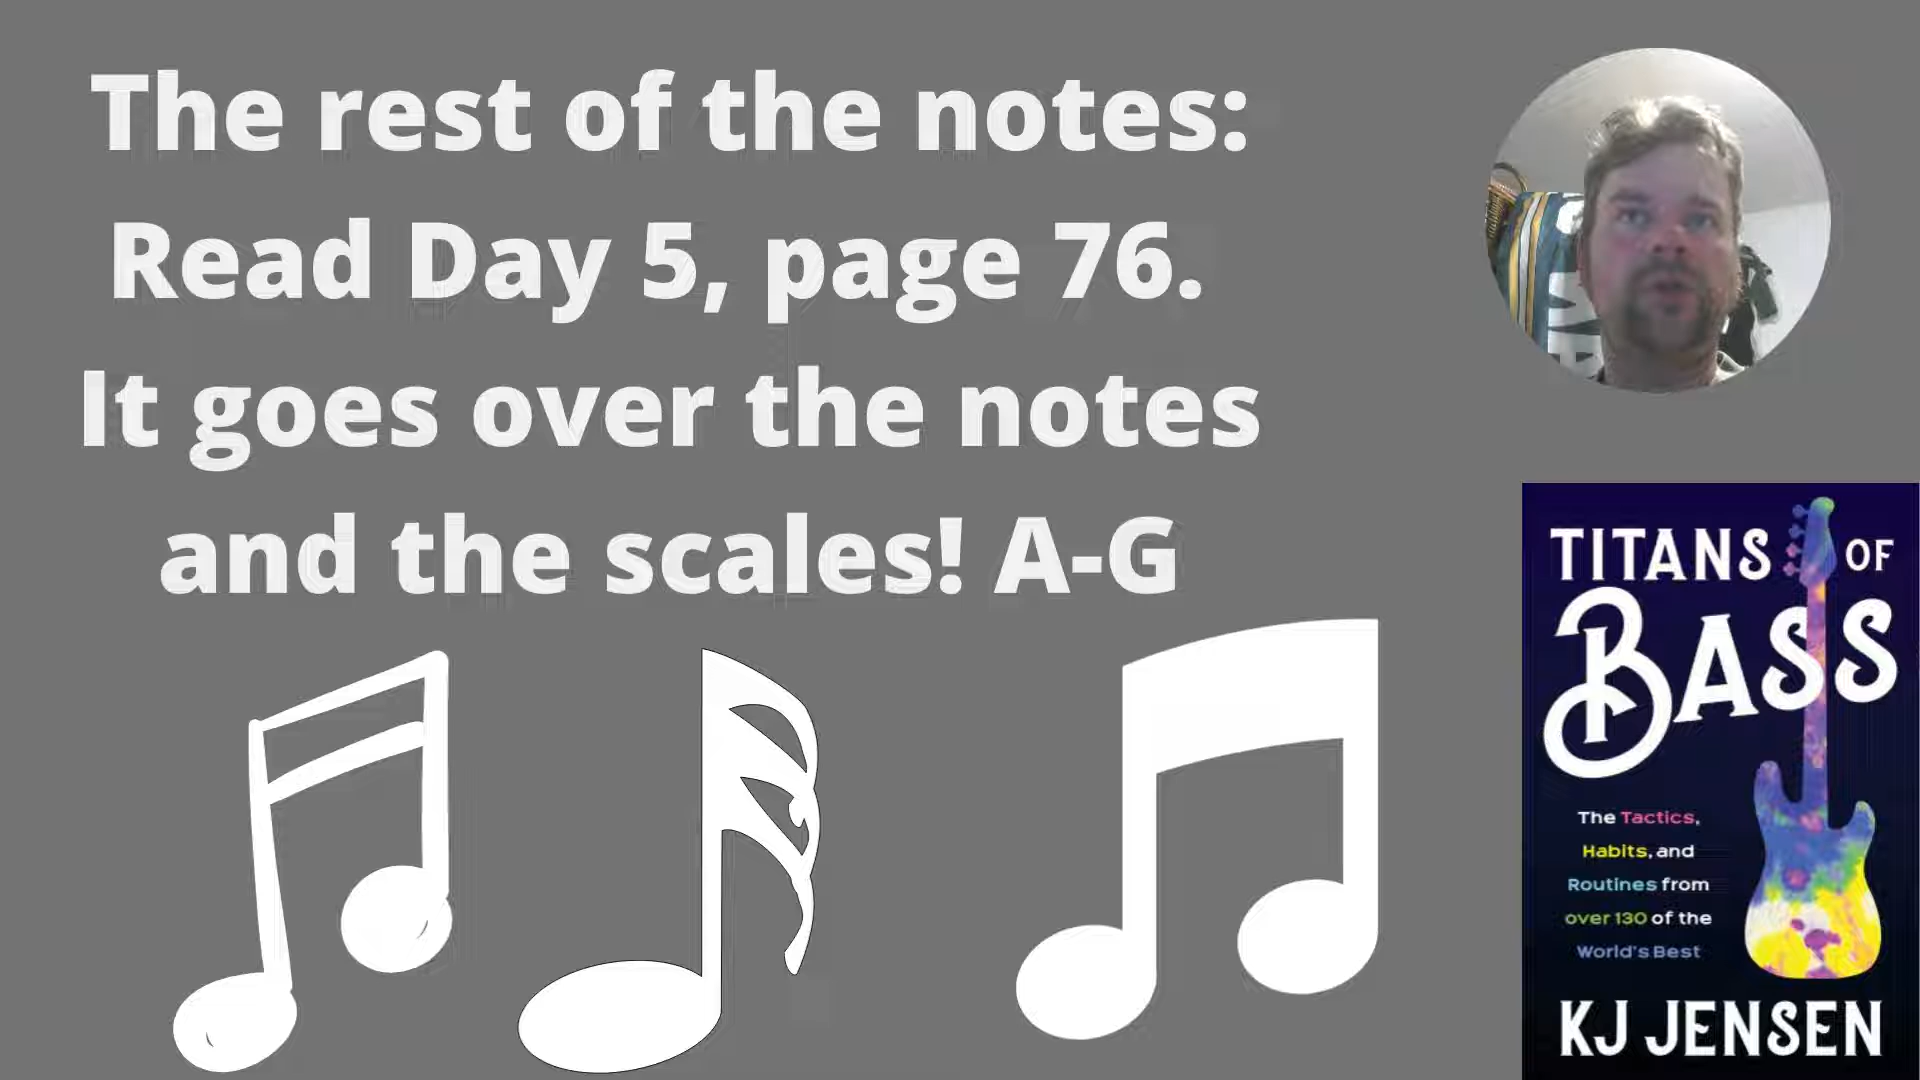 The rest of the notes:
Read Day 5, page 76.
It goes over the notes
and the scales! A-G
TITANS OF
BASS
The Tactics,
Habits, and
Routines from
over 130 of the
World's Best
KJ JENSEN